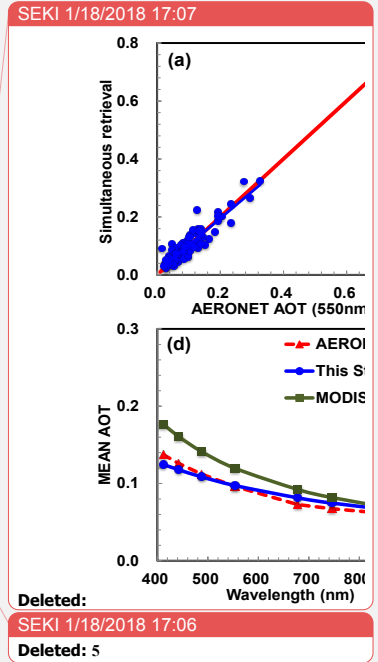 SEKI 1/18/2018 17:07
0.8
(a)
0.6
Simultaneous retrieval
0.4
0.2
0.0
0.0 0.2 0.4 0.6
AERONET AOT (550nm
0.3
(d)
AERO
This S
MODIS
0.2
MEAN AOT
0.1
0.0
400 500 600 700 800
Wavelength (nm)
Deleted:
SEKI 1/18/2018 17:06
Deleted: 5